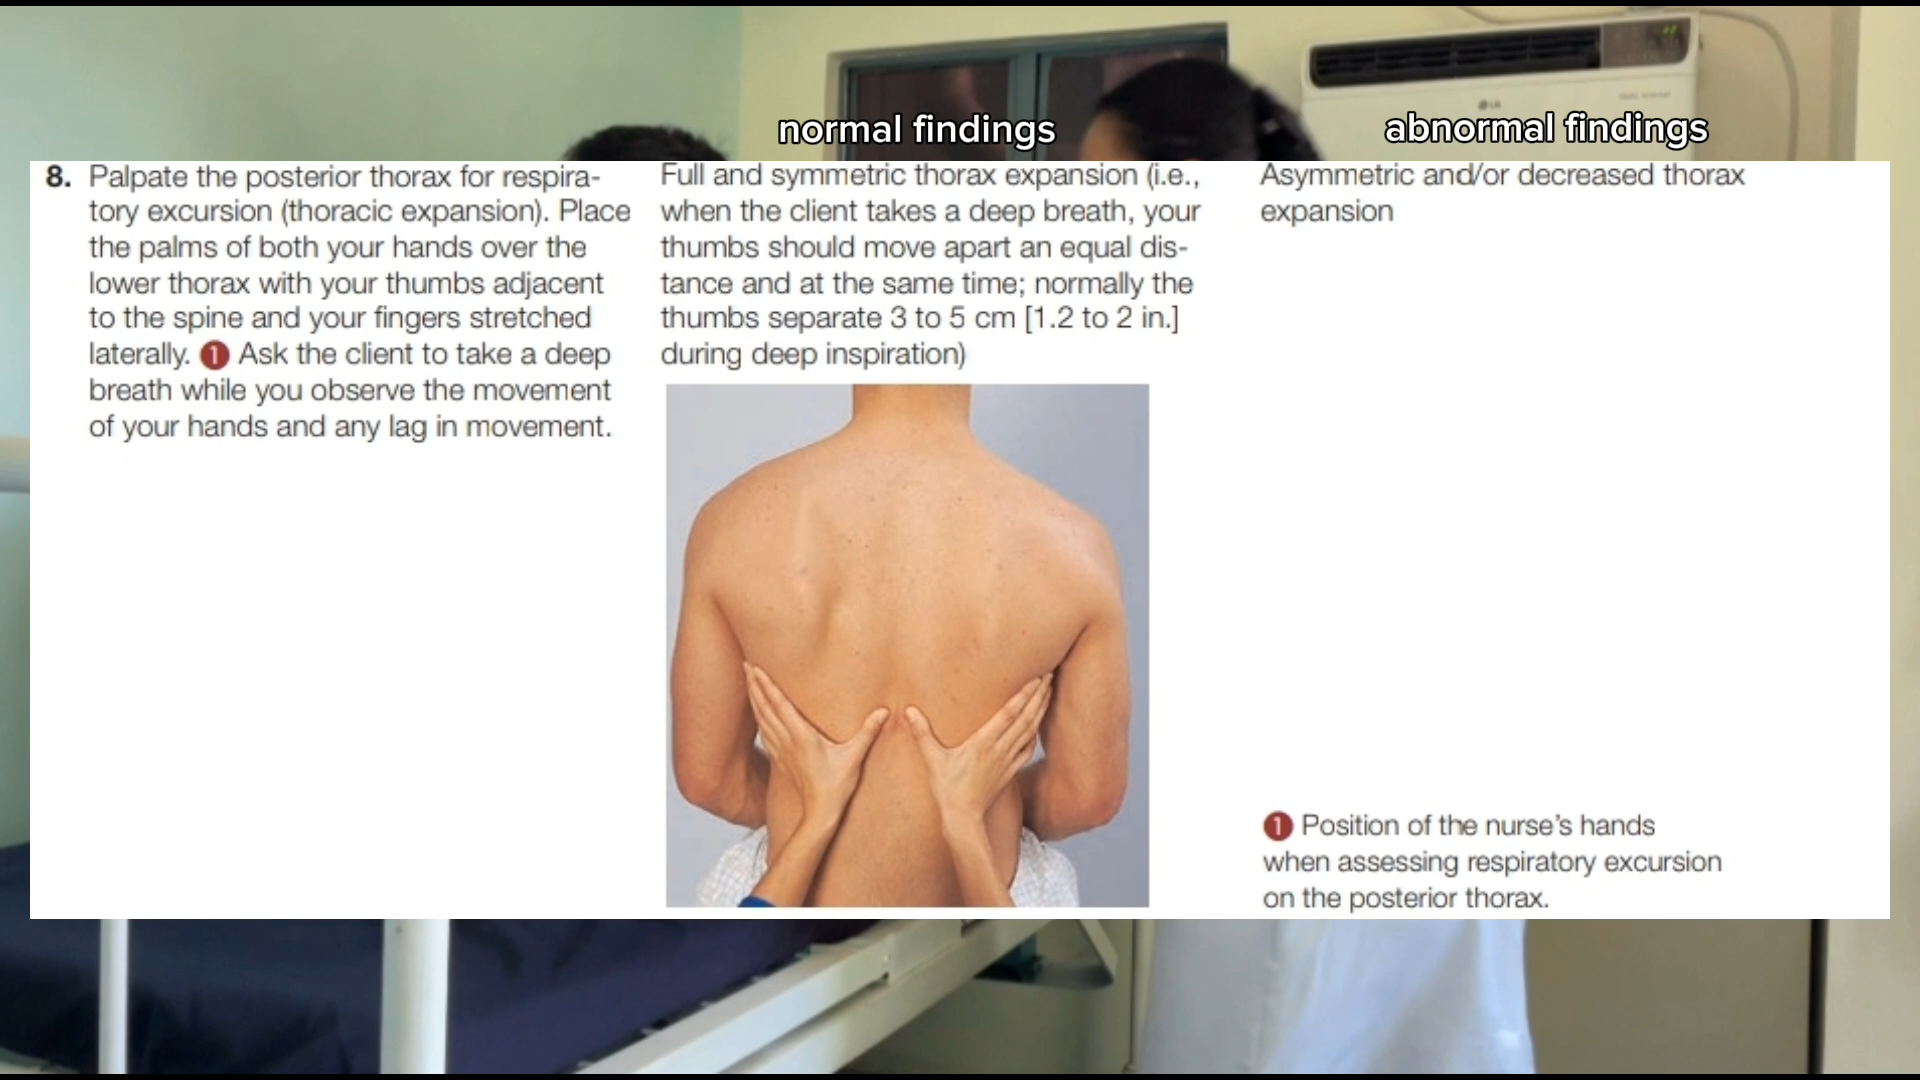 normal findings
abnormal findings
8. Palpate the posterior thorax for respira-
tory excursion (thoracic expansion). Place
the palms of both your hands over the
lower thorax with your thumbs adjacent
to the spine and your fingers stretched
laterally. 1 Ask the client to take a deep
breath while you observe the movement
of your hands and any lag in movement.
Full and symmetric thorax expansion (i.e.,
when the client takes a deep breath, your
thumbs should move apart an equal dis-
tance and at the same time; normally the
thumbs separate 3 to 5 cm [1.2 to 2 in.]
during deep inspiration)
Asymmetric and/or decreased thorax
expansion
1 Position of the nurse's hands
when assessing respiratory excursion
on the posterior thorax.
LG